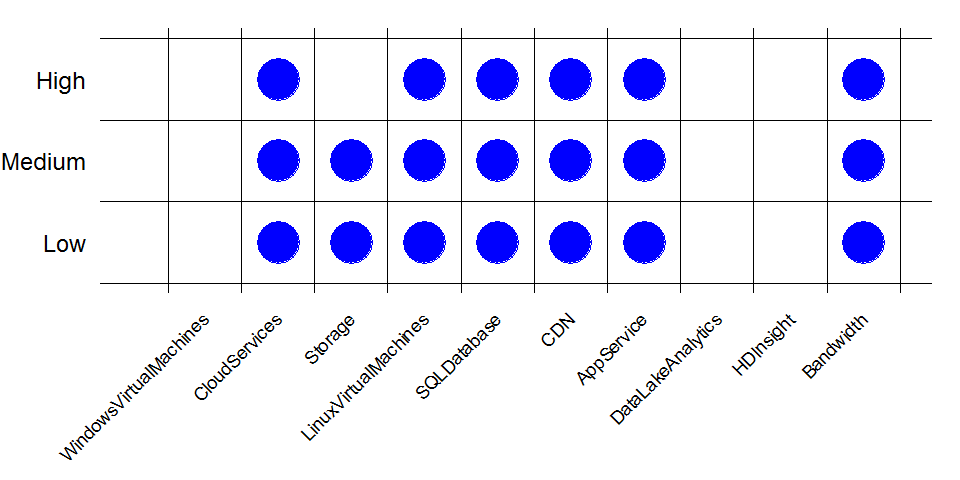 High
Medium
Low
WindowsVirtualMachines
CloudServices
Storage
LinuxVirtualMachines
SQLDatabase
CDN
AppService
DataLakeAnalytics
HDInsight
Bandwidth